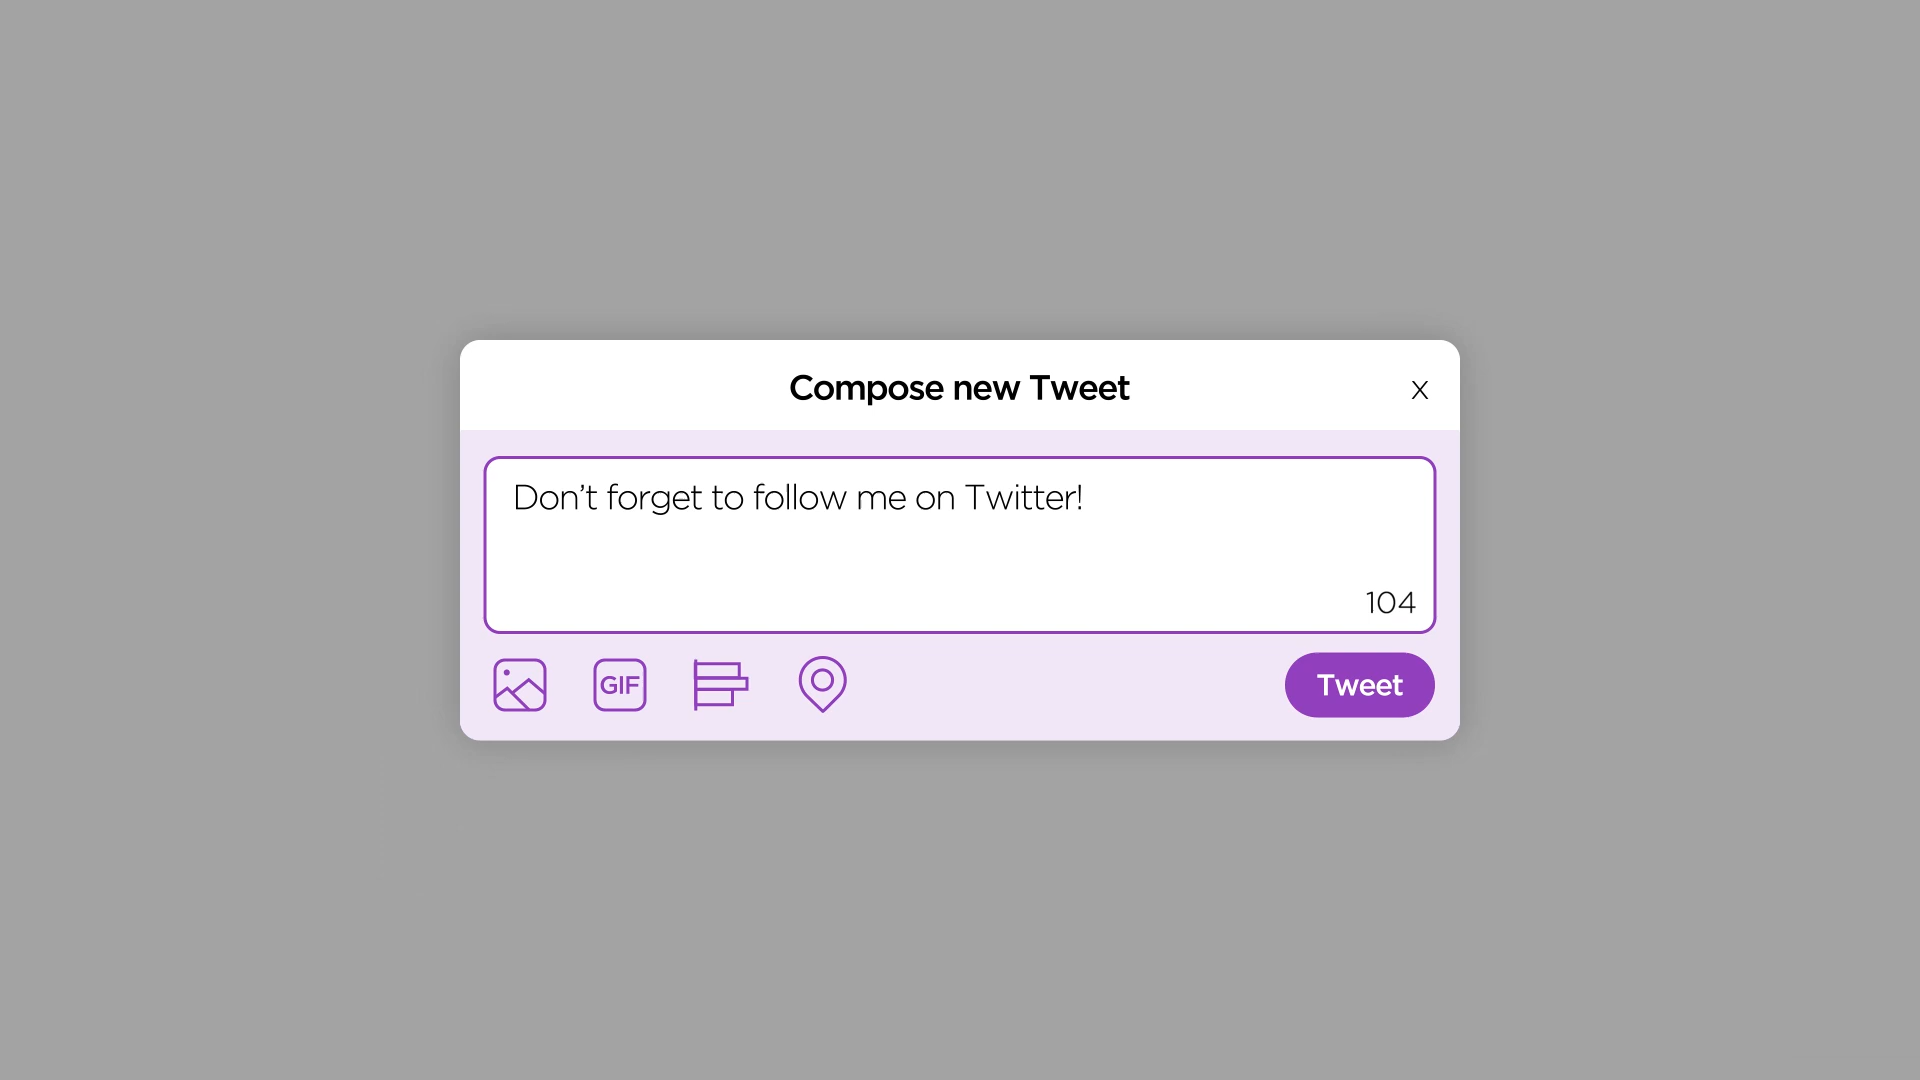 Compose new Tweet
X
Don’t forget to follow me on Twitter!
104
GIF
Tweet